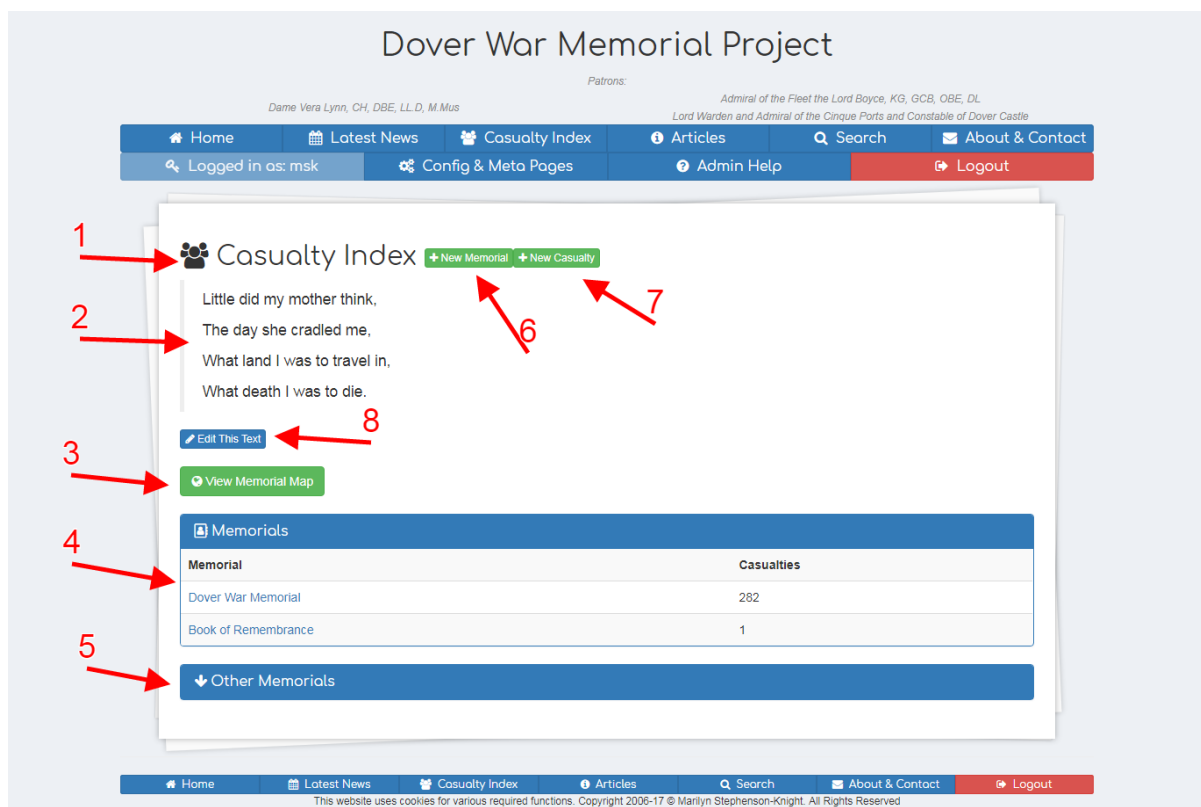 Dover War Memorial Project
Patrons:
Dame Vera Lynn, CH, DBE, LL.D, M.Mus
Admiral of the Fleet the Lord Boyce, KG, GCB, OBE, DL
Lord Warden and Admiral of the Cinque Ports and Constable of Dover Castle
Home Latest News Casualty Index Articles Search About & Contact
Logged in as: msk Config & Meta Pages Admin Help Logout
1 Casualty Index New Memorial New Casualty
7
6
2
Little did my mother think,
The day she cradled me,
What land I was to travel in,
What death I was to die.
8
Edit This Text
3
View Memorial Map
Memorials
4
Memorial Casualties
Dover War Memorial 282
Book of Remembrance 1
5
Other Memorials
Home Latest News Casualty Index Articles Search About & Contact Logout
This website uses cookies for various required functions. Copyright 2006-17 © Marilyn Stephenson-Knight. All Rights Reserved